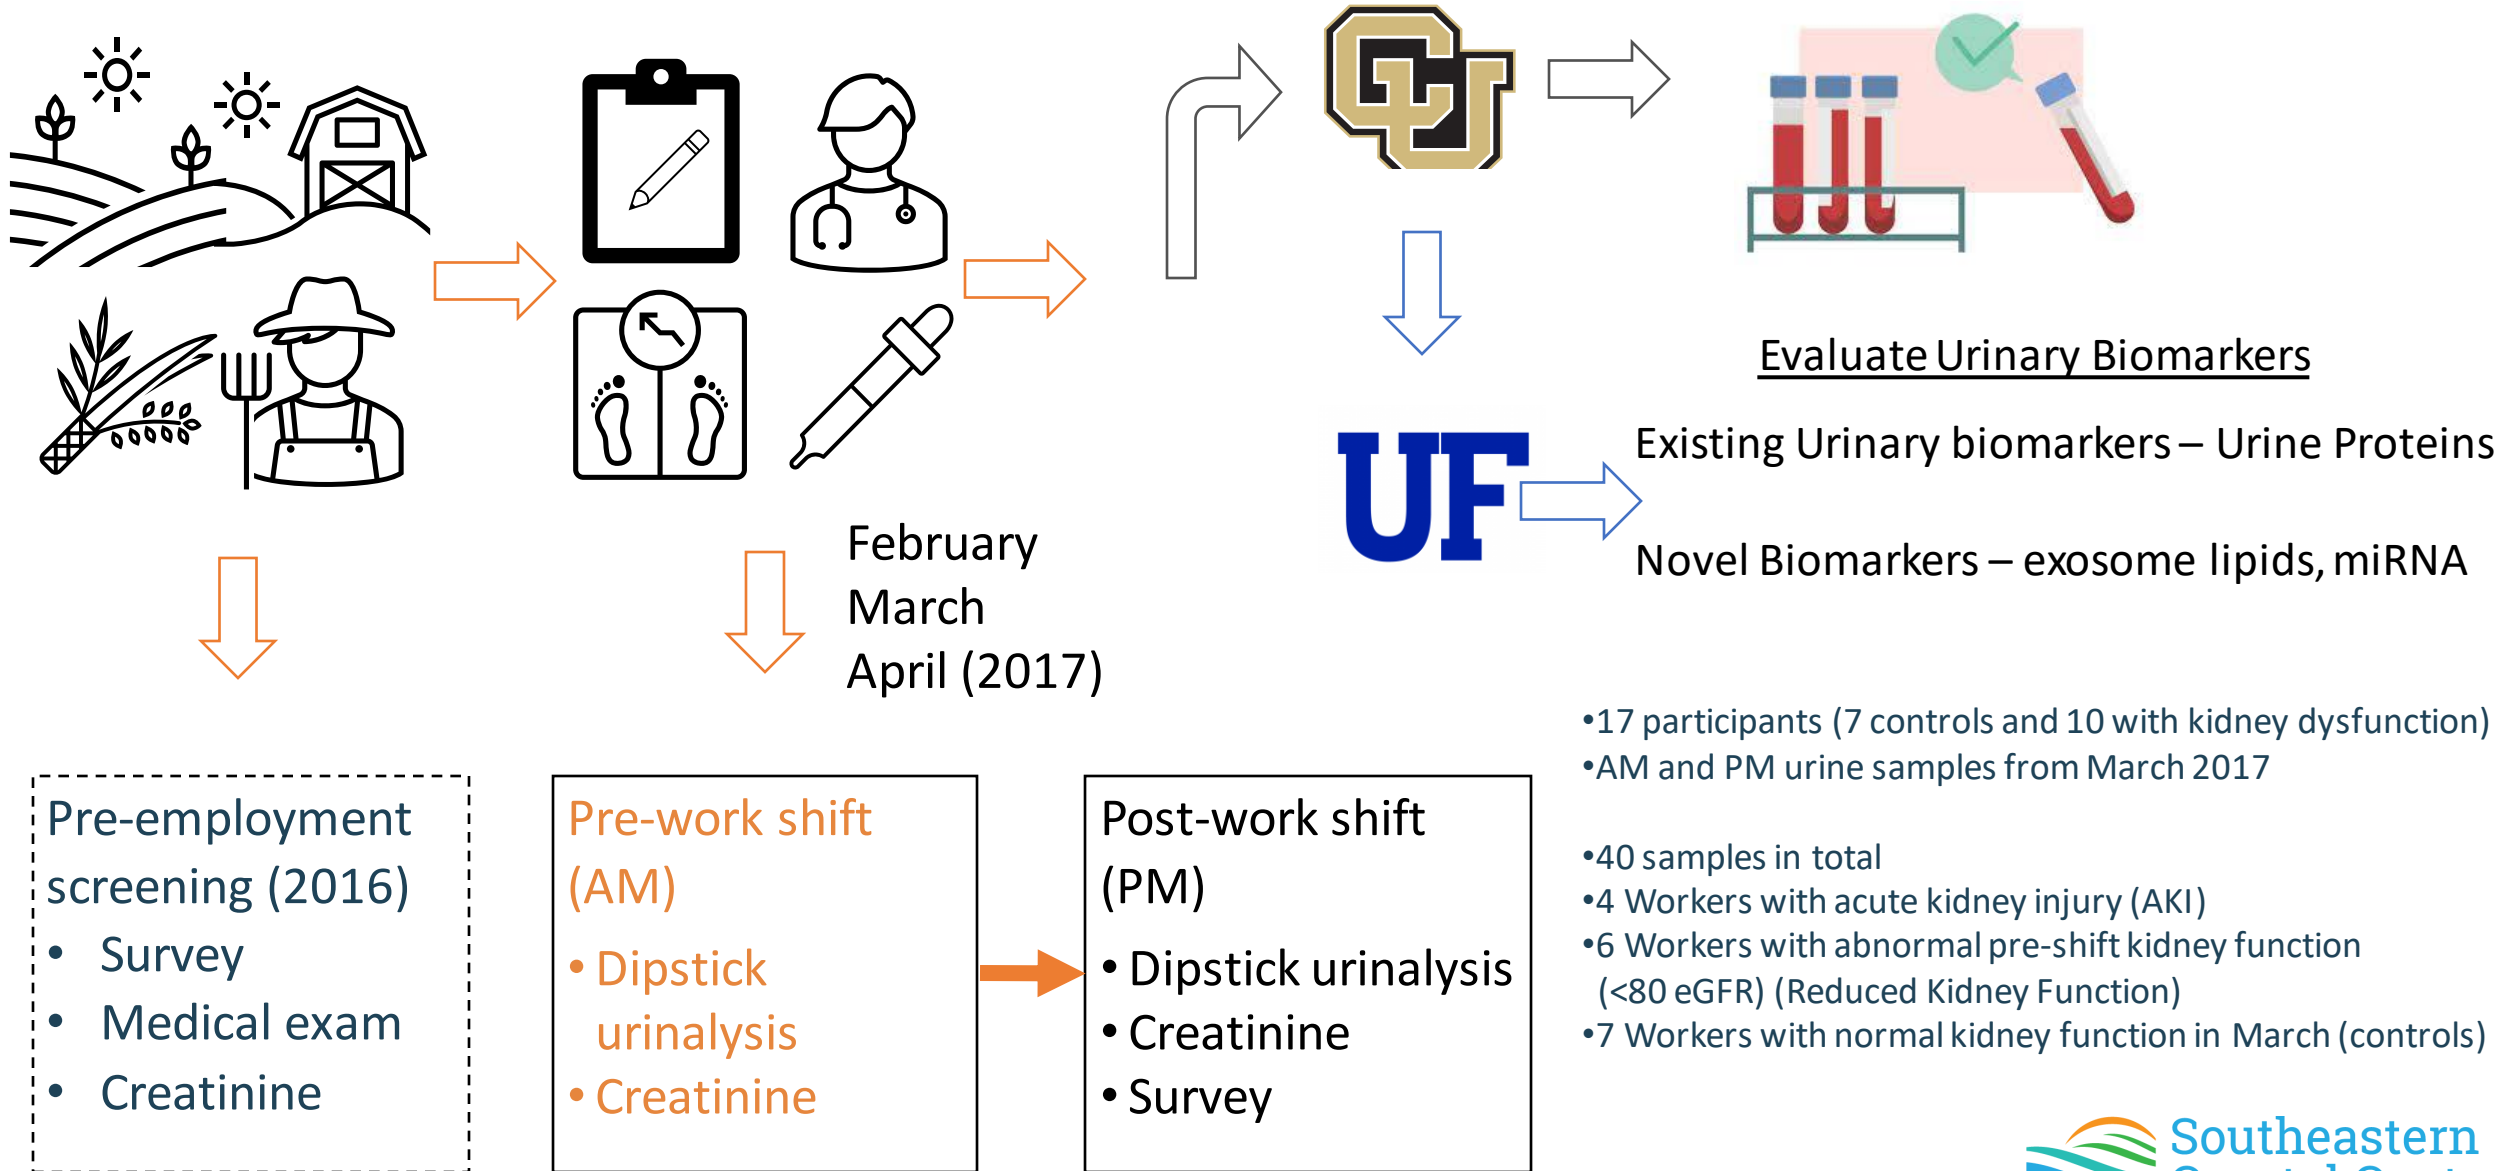 CU
UF
Evaluate Urinary Biomarkers
Existing Urinary biomarkers – Urine Proteins
Novel Biomarkers – exosome lipids, miRNA
February
March
April (2017)
Pre-employment
screening (2016)
• Survey
• Medical exam
• Creatinine
Pre-work shift
(AM)
• Dipstick
urinalysis
• Creatinine
Post-work shift
(PM)
• Dipstick urinalysis
• Creatinine
• Survey
•17 participants (7 controls and 10 with kidney dysfunction)
•AM and PM urine samples from March 2017
•40 samples in total
•4 Workers with acute kidney injury (AKI)
•6 Workers with abnormal pre-shift kidney function
(<80 eGFR) (Reduced Kidney Function)
•7 Workers with normal kidney function in March (controls)
Southeastern